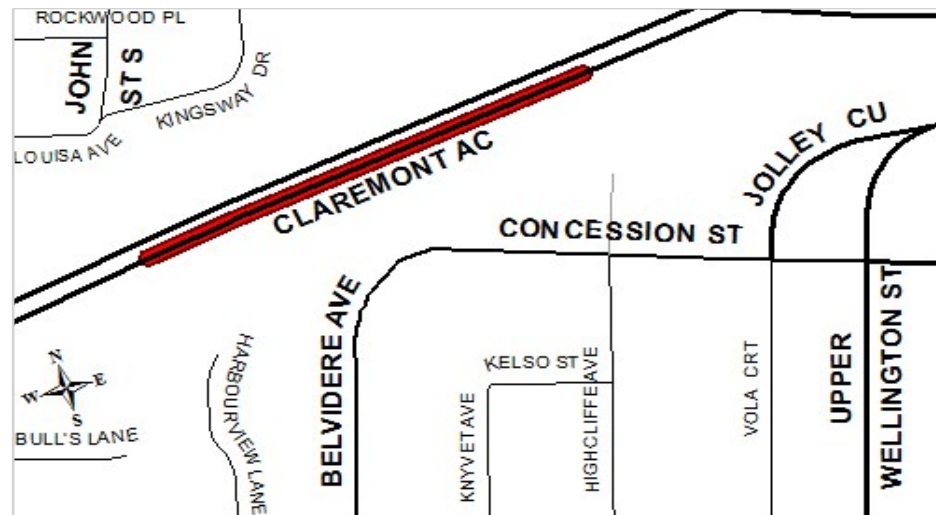 ROCKWOOD PL
JOHN
ST S
KINGSWAY DR
LOUISA AVE
CLAREMONT AC
JOLLEY CU
CONCESSION ST
BELVIDERE AVE
HARBOURVIEW LANE
KELSO ST
KNYVET AVE
HIGHCLIFFE AVE
VOLA CRT
UPPER
WELLINGTON ST
N
W
E
S
BULL'S LANE